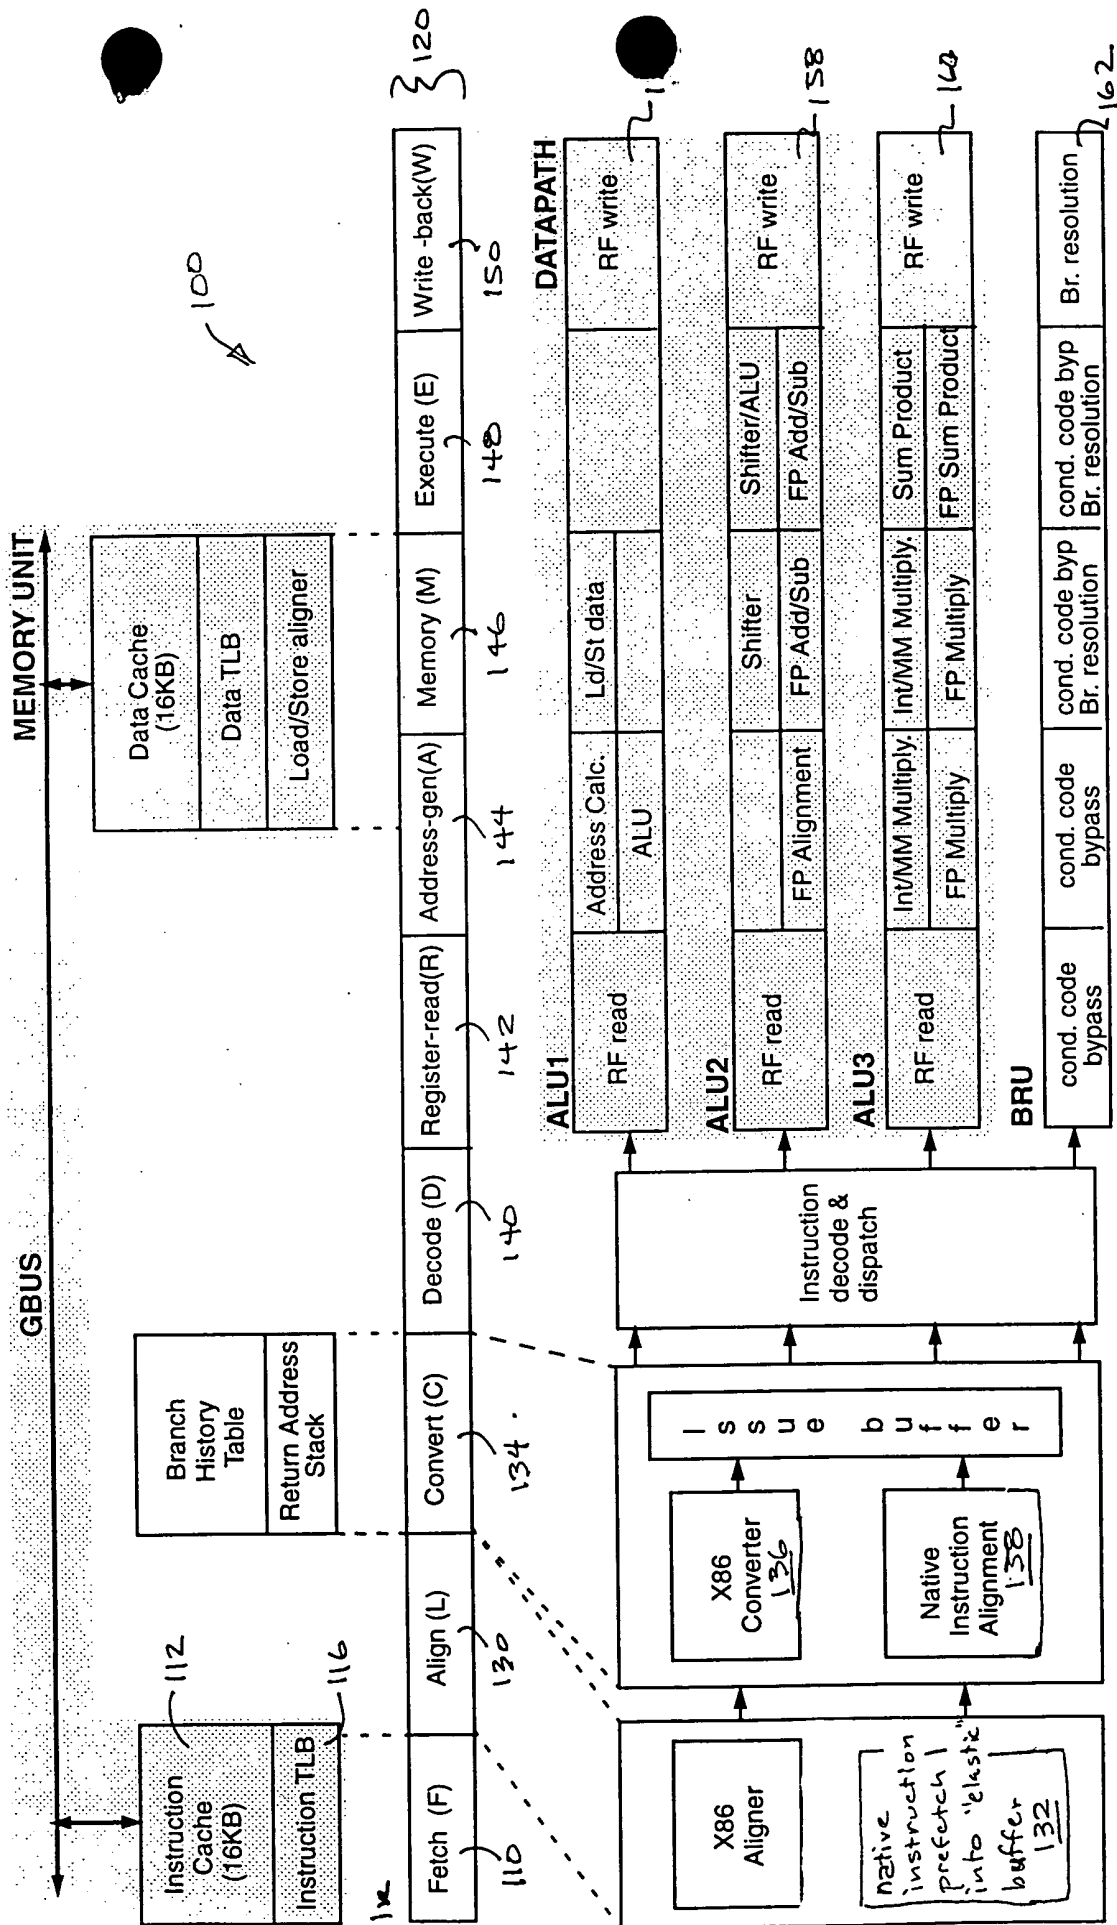 GBUS
MEMORY UNIT
Instruction
Cache
(16KB)
112
Instruction TLB
116
Branch
History
Table
Return Address
Stack
Data Cache
(16KB)
Data TLB
Load/Store aligner
100
Fetch (F)
Align (L)
Convert (C)
Decode (D)
Register-read(R)
Address-gen(A)
Memory (M)
Execute (E)
Write -back(W)
120
110
130
134
140
142
144
146
148
150
X86
Aligner
native
instruction
prefetch
into "elastic"
buffer
132
X86
Converter
136
Native
Instruction
Alignment
138
Issue buffer
Instruction
decode &
dispatch
DATAPATH
ALU1
RF read
Address Calc.
ALU
Ld/St data
RF write
ALU2
RF read
FP Alignment
Shifter
FP Add/Sub
Shifter/ALU
FP Add/Sub
RF write
158
ALU3
RF read
Int/MM Multiply.
FP Multiply
Int/MM Multiply.
FP Multiply
Sum Product
FP Sum Product
RF write
BRU
cond. code
bypass
cond. code
bypass
cond. code byp
Br. resolution
cond. code byp
Br. resolution
Br. resolution
162